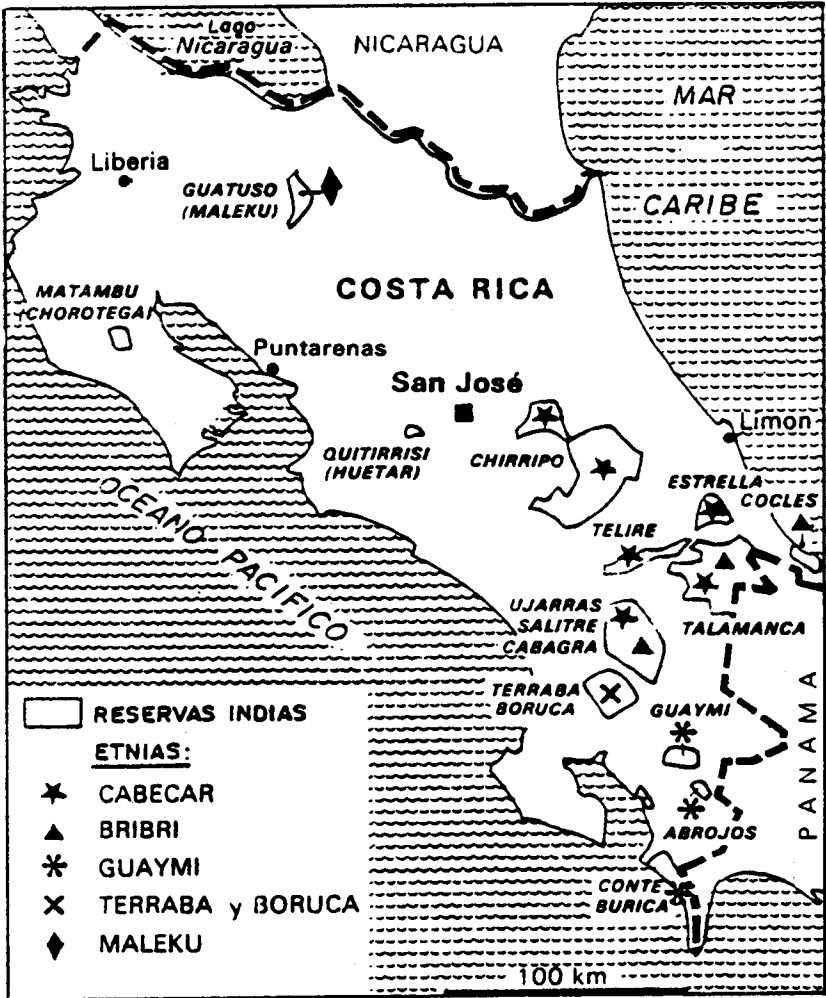 Lago
Nicaragua
NICARAGUA
MAR
CARIBE
Liberia
GUATUSO
(MALEKU)
COSTA RICA
MATAMBU
(CHOROTEGA)
Puntarenas
San José
QUITIRRISI
(HUETAR)
CHIRRIPO
Limon
ESTRELLA
COCLES
TELIRE
OCEANO PACÍFICO
UJARRAS
SALITRE
CABAGRA
TALAMANCA
TERRABA
BORUCA
GUAYMI
PANAMA
ABROJOS
CONTE
BURICA
RESERVAS INDIAS
ETNIAS:
CABECAR
BRIBRI
GUAYMI
TERRABA y BORUCA
MALEKU
100 km